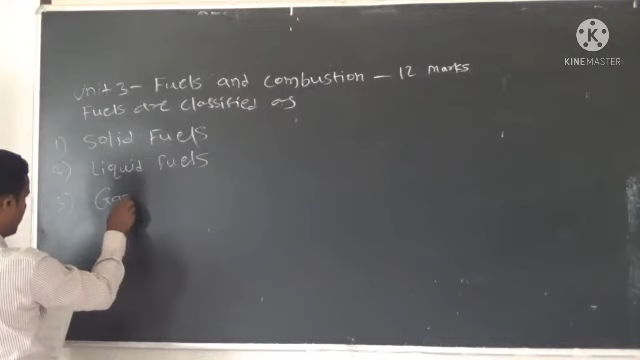 Unit 3 - Fuels and combustion - 12 marks
Fuels are classified as
1) Solid Fuels
2) Liquid Fuels
3) Gas
K
KINEMASTER